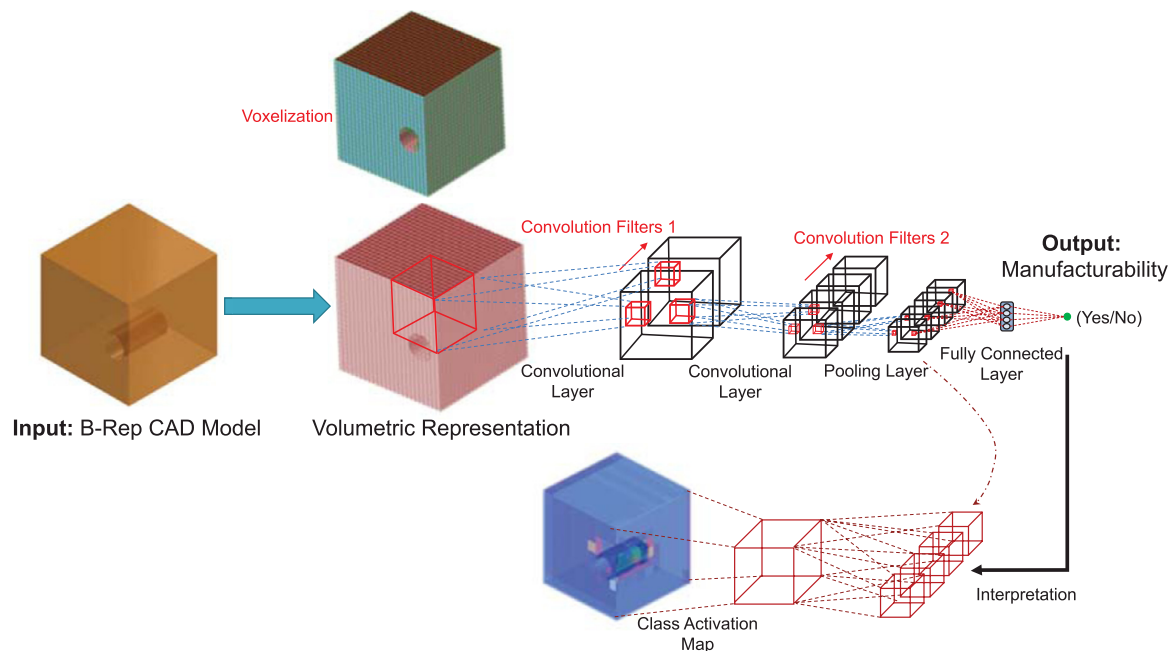 Voxelization
Convolution Filters 1
Convolution Filters 2
Output:
Manufacturability
(Yes/No)
Convolutional
Layer
Convolutional
Layer
Pooling Layer
Fully Connected
Layer
Input: B-Rep CAD Model
Volumetric Representation
Class Activation
Map
Interpretation